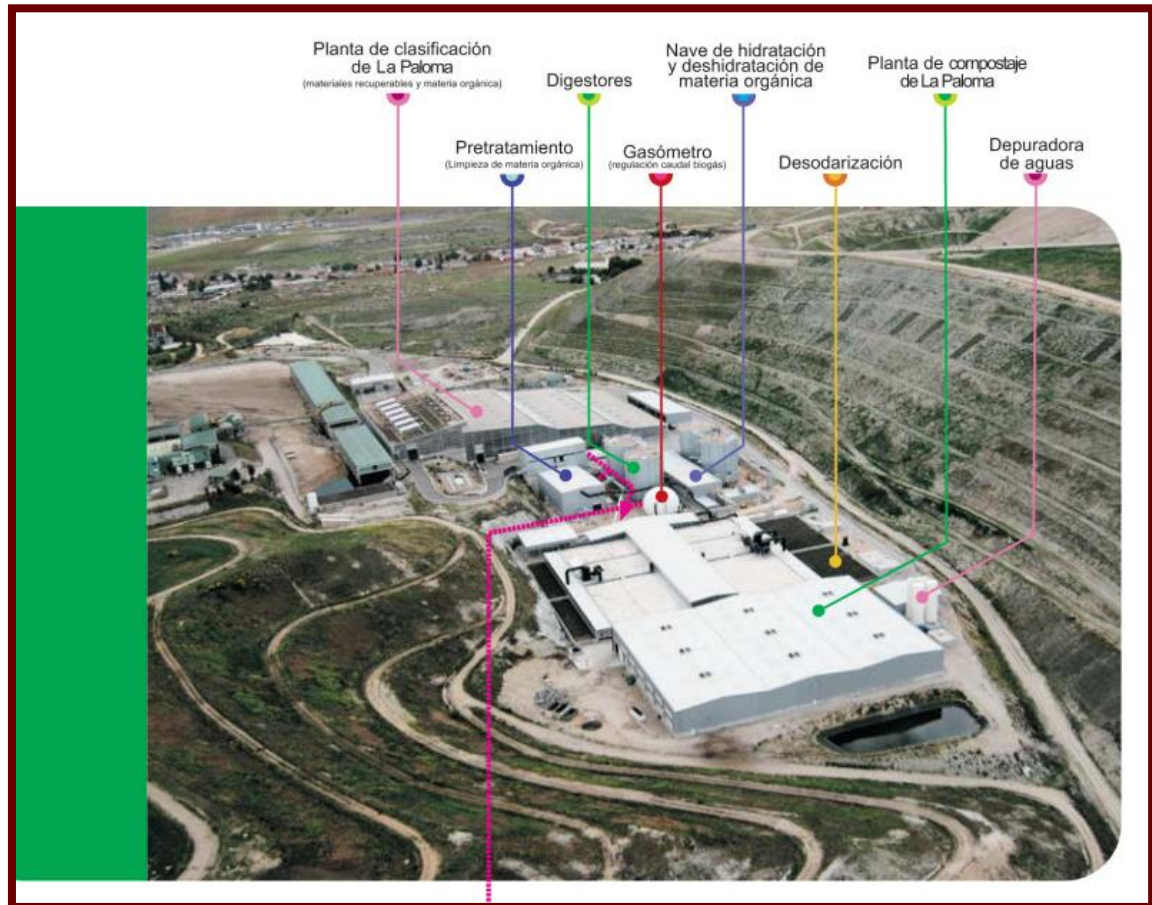 Planta de clasificación
de La Paloma
(materiales recuperables y materia orgánica)
Digestores
Nave de hidratación
y deshidratación de
materia orgánica
Planta de compostaje
de La Paloma
Pretratamiento
(Limpieza de materia orgánica)
Gasómetro
(regulación caudal biogás)
Desodarización
Depuradora
de aguas